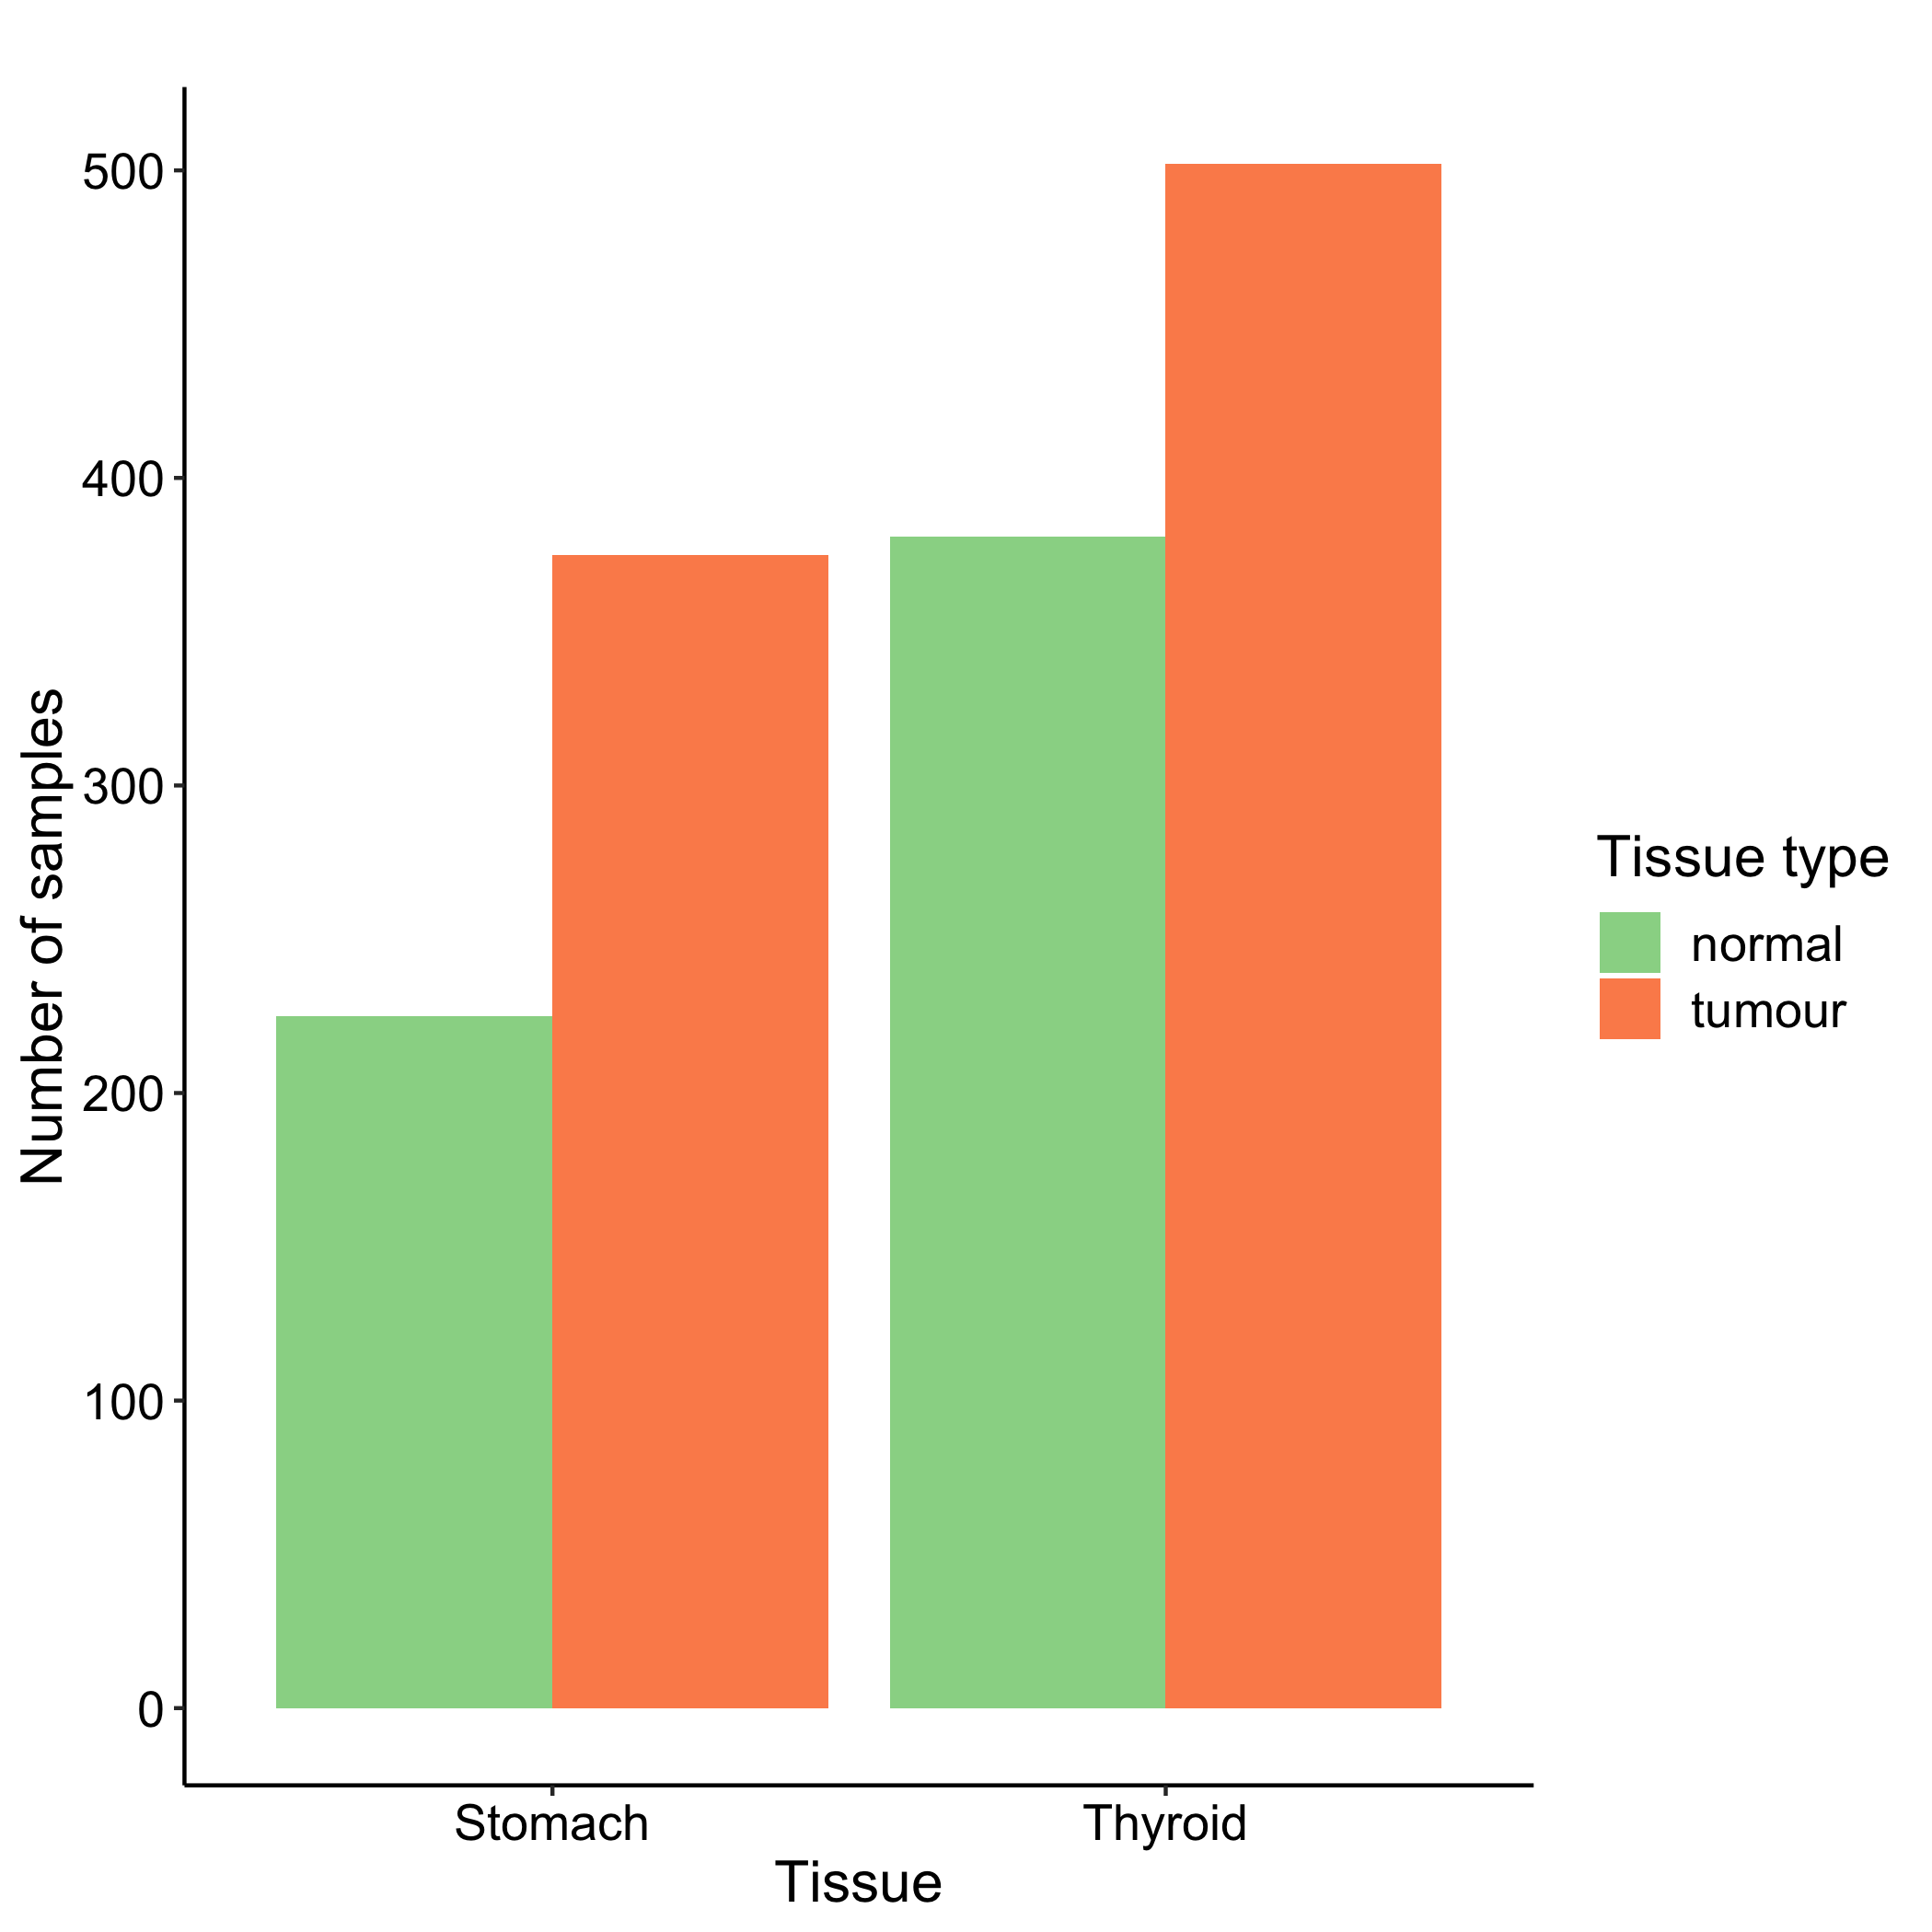 500
400
300
200
100
0
Number of samples
Stomach
Thyroid
Tissue
Tissue type
normal
tumour